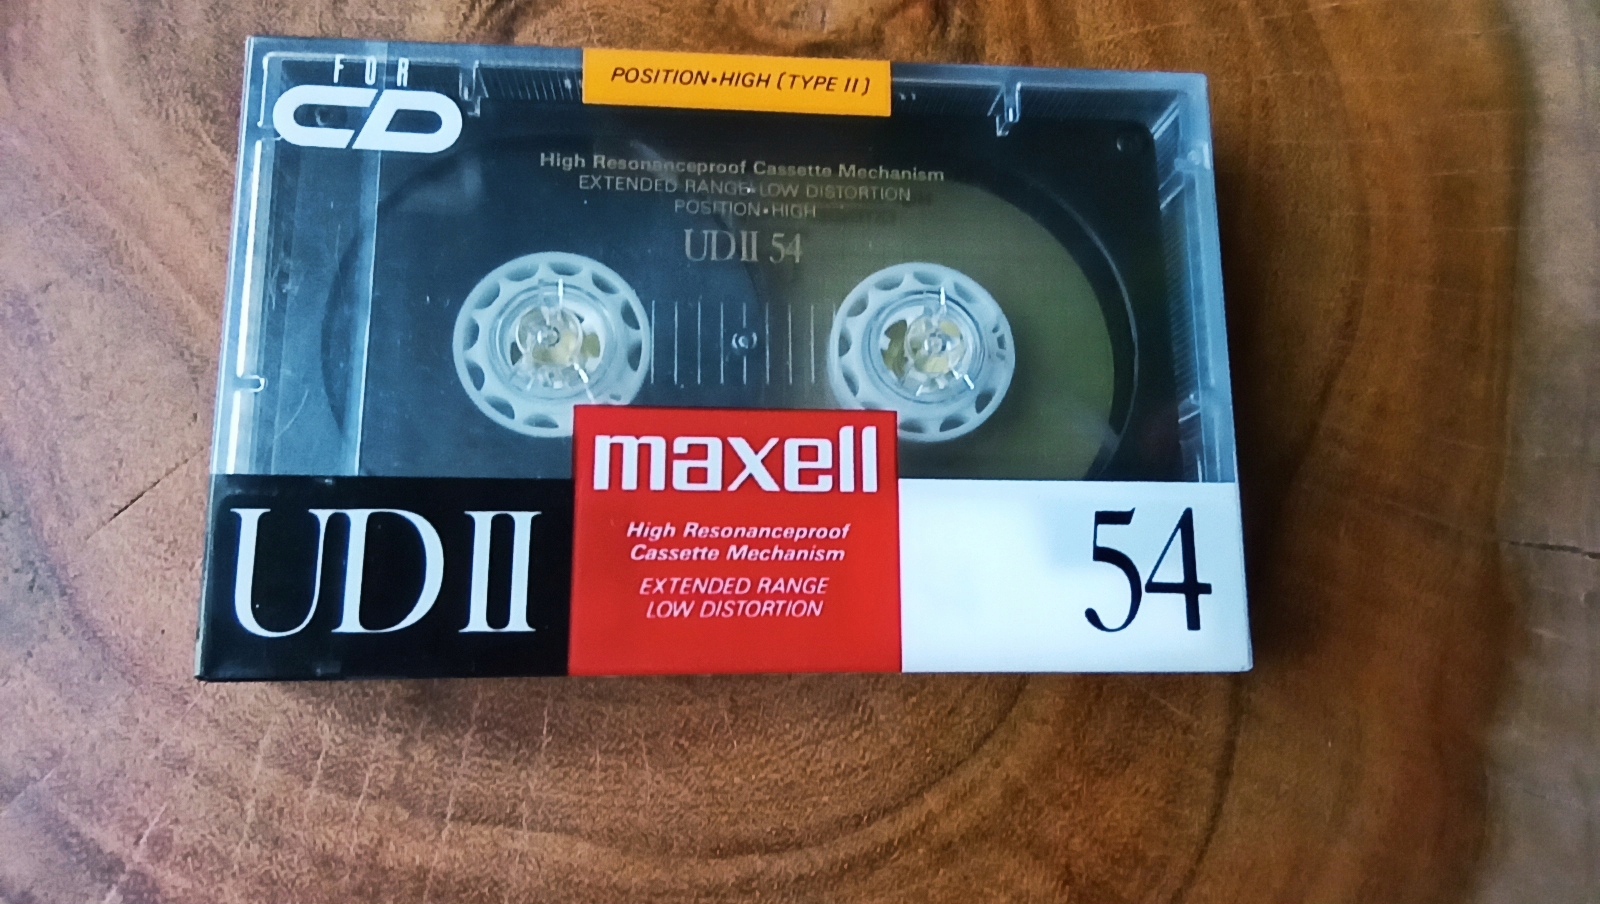 FOR
CD
POSITION•HIGH (TYPE II)
High Resonanceproof Cassette Mechanism
EXTENDED RANGE•LOW DISTORTION
POSITION•HIGH
UDII 54
maxell
High Resonanceproof
Cassette Mechanism
EXTENDED RANGE
LOW DISTORTION
UDII
54